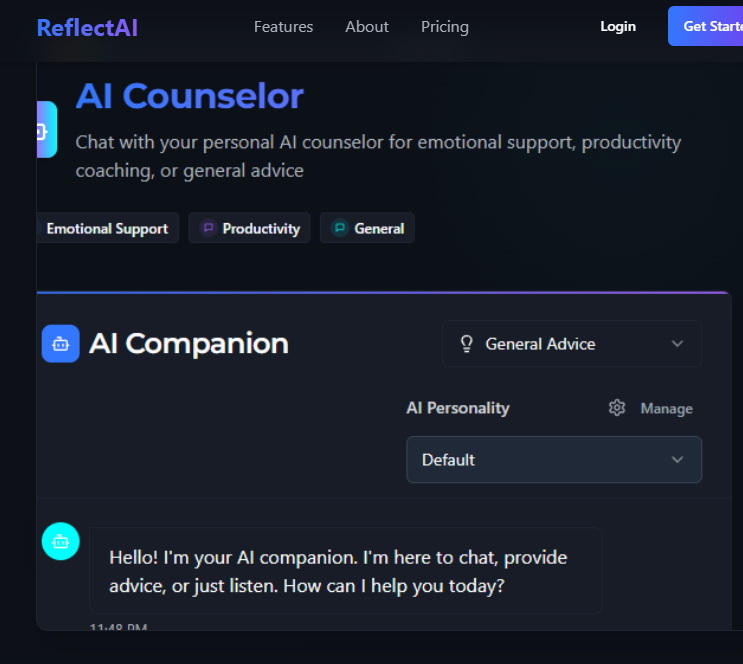 ReflectAI Features About Pricing Login Get Starte
AI Counselor
Chat with your personal AI counselor for emotional support, productivity
coaching, or general advice
Emotional Support Productivity General
AI Companion General Advice
AI Personality Manage
Default
Hello! I'm your AI companion. I'm here to chat, provide
advice, or just listen. How can I help you today?
11:48 PM